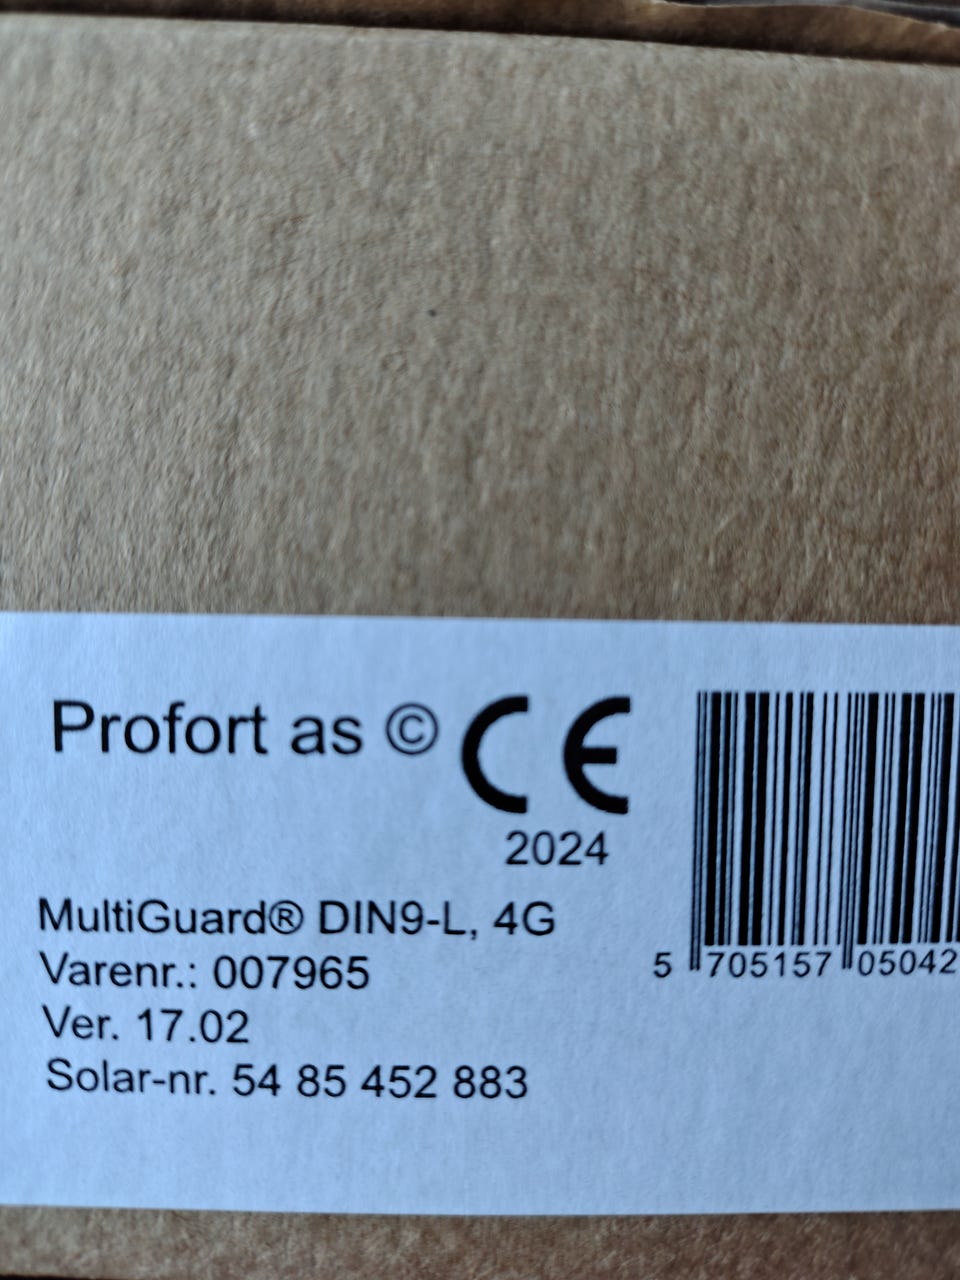 Profort as © CE
2024
MultiGuard® DIN9-L, 4G
Varenr.: 007965
Ver. 17.02
Solar-nr. 54 85 452 883
5 705157 05042